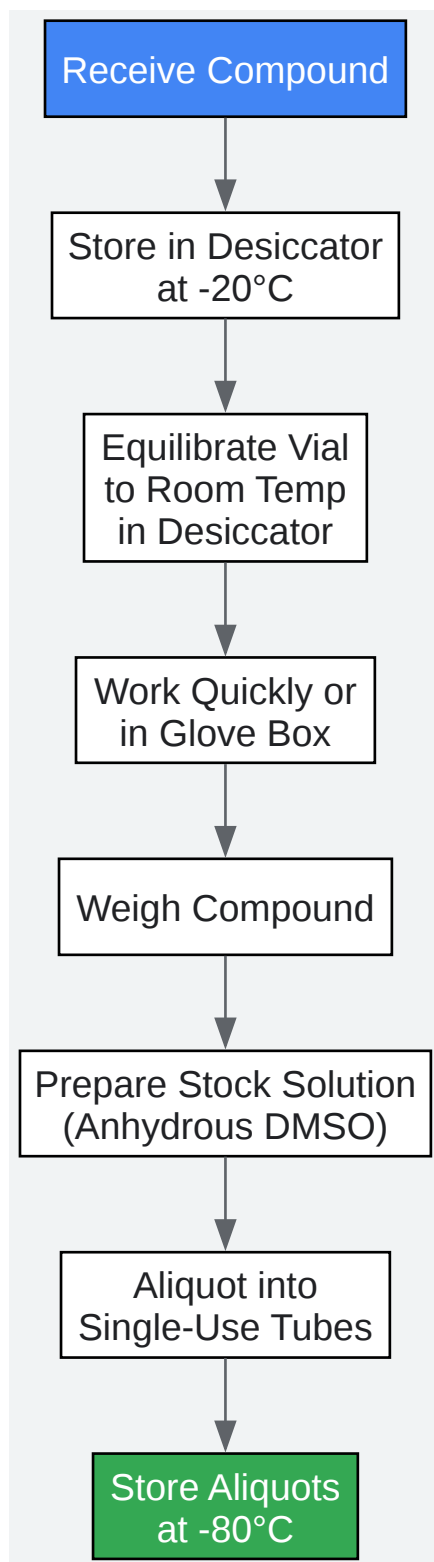 Receive Compound
Store in Desiccator
at -20°C
Equilibrate Vial
to Room Temp
in Desiccator
Work Quickly or
in Glove Box
Weigh Compound
Prepare Stock Solution
(Anhydrous DMSO)
Aliquot into
Single-Use Tubes
Store Aliquots
at -80°C